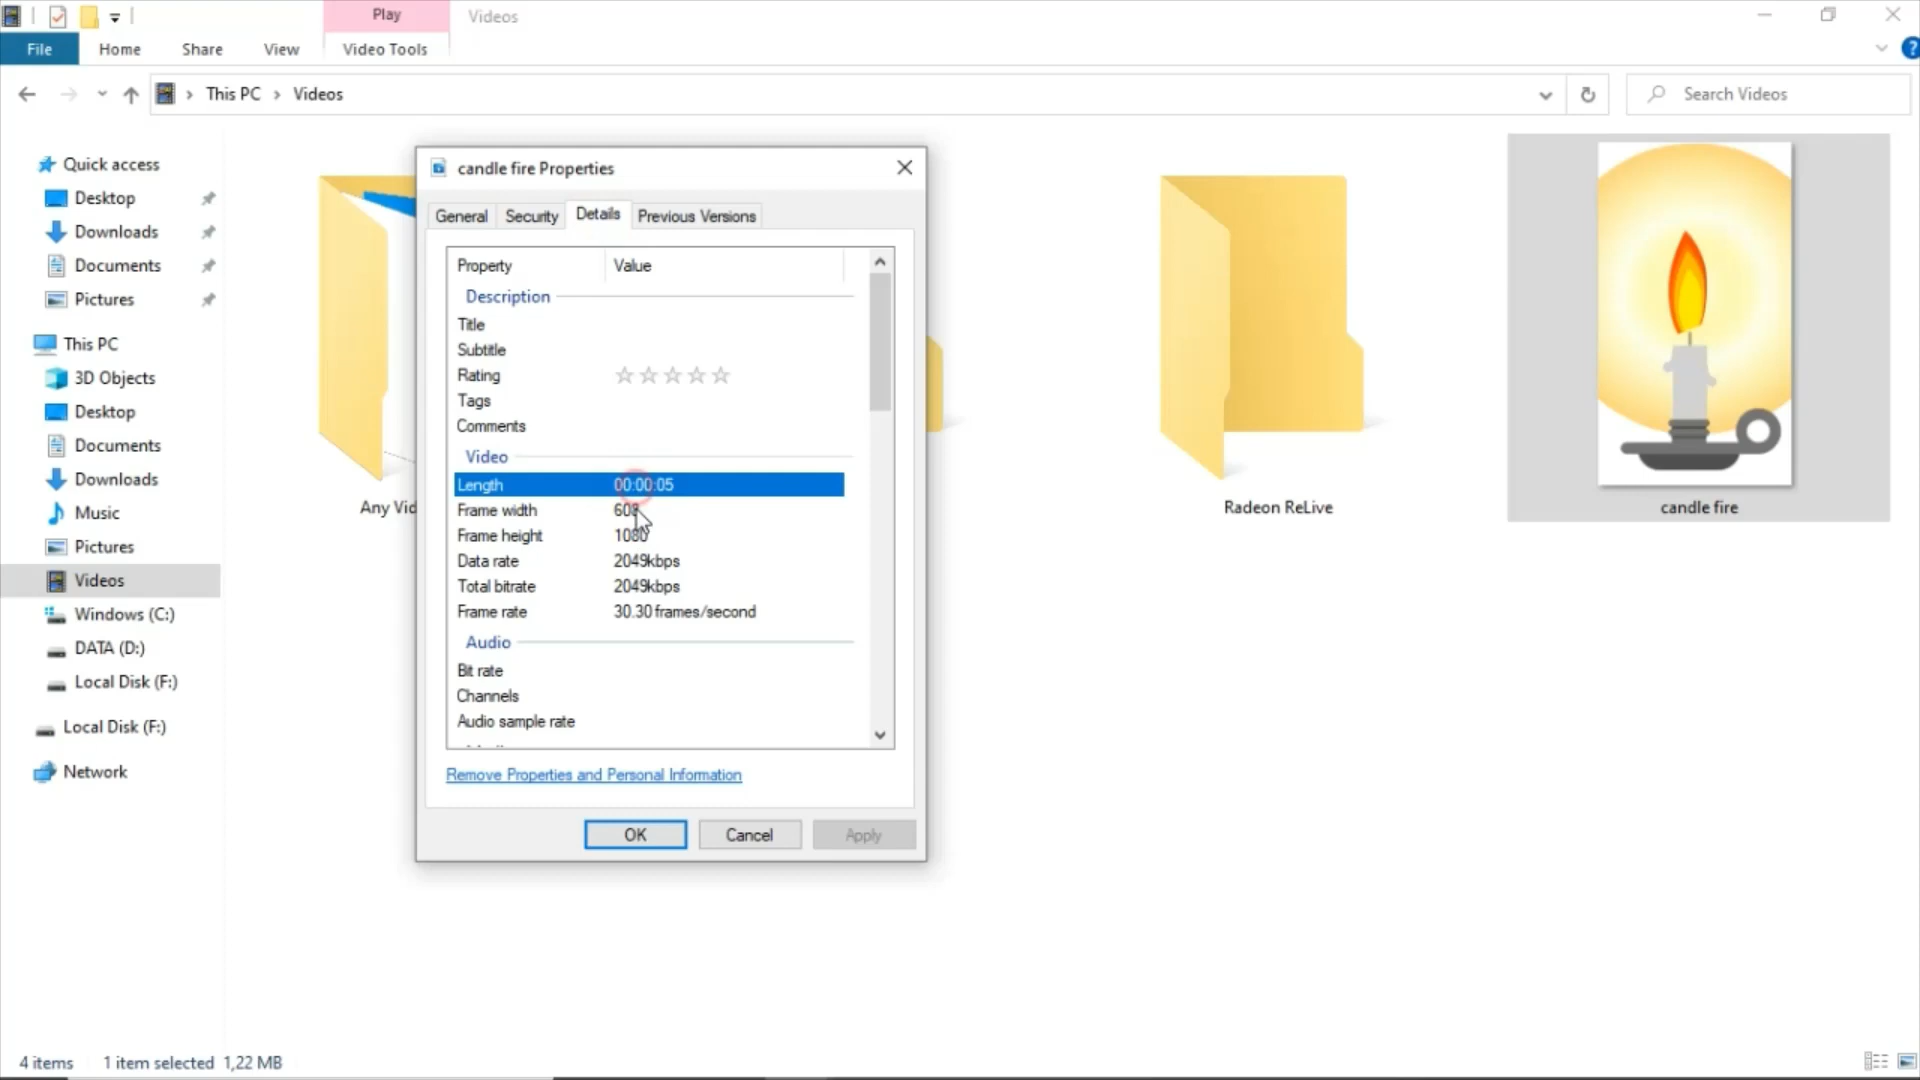 Play
Videos
File
Home
Share
View
Video Tools
This PC
Videos
Search Videos
Quick access
Desktop
Downloads
Documents
Pictures
This PC
3D Objects
Desktop
Documents
Downloads
Music
Pictures
Videos
Windows (C:)
DATA (D:)
Local Disk (F:)
Local Disk (F:)
Network
candle fire Properties
General
Security
Details
Previous Versions
Property Value
Description
Title
Subtitle
Rating
Tags
Comments
Video
Length 00:00:05
Frame width 608
Frame height 1080
Data rate 2049kbps
Total bitrate 2049kbps
Frame rate 30.30 frames/second
Audio
Bit rate
Channels
Audio sample rate
Remove Properties and Personal Information
OK
Cancel
Apply
Any Vid
Radeon ReLive
candle fire
4 items 1 item selected 1,22 MB